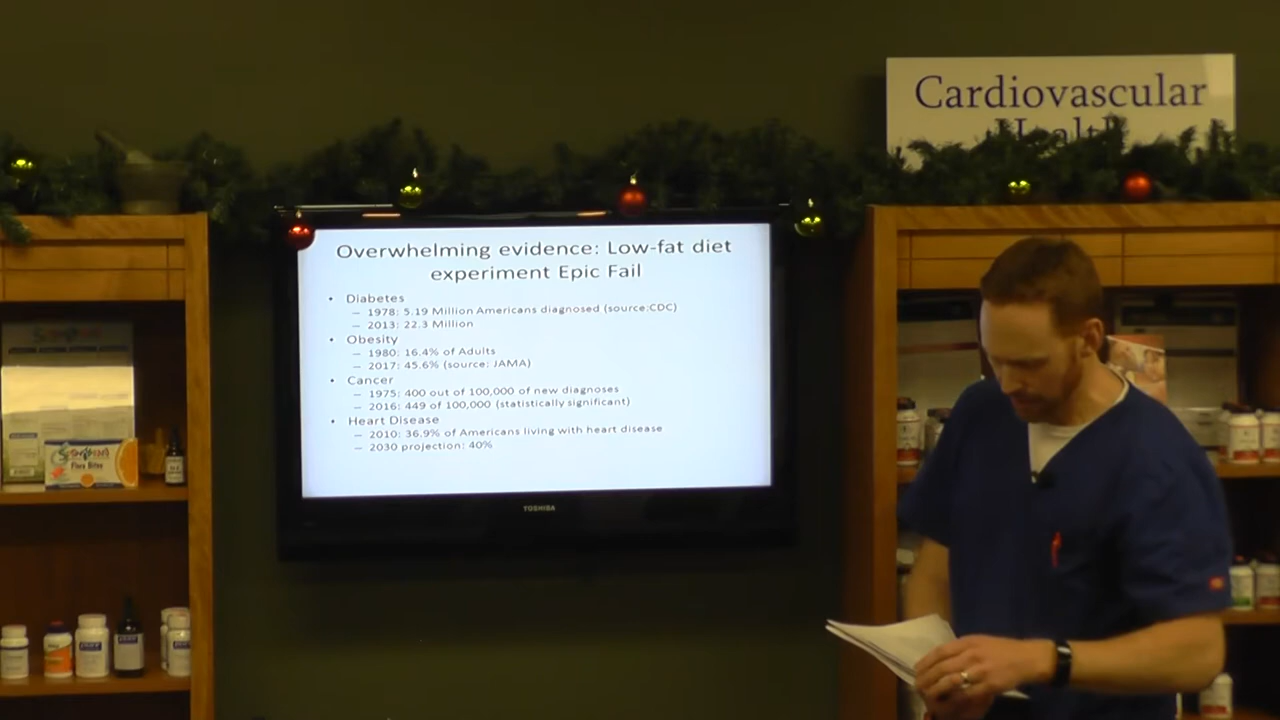 Cardiovascular
Health
Overwhelming evidence: Low-fat diet
experiment Epic Fail
• Diabetes
– 1978: 5.19 Million Americans diagnosed (source:CDC)
– 2013: 22.3 Million
• Obesity
– 1980: 16.4% of Adults
– 2017: 45.6% (source: JAMA)
• Cancer
– 1975: 400 out of 100,000 of new diagnoses
– 2016: 449 of 100,000 (statistically significant)
• Heart Disease
– 2010: 36.9% of Americans living with heart disease
– 2030 projection: 40%
TOSHIBA